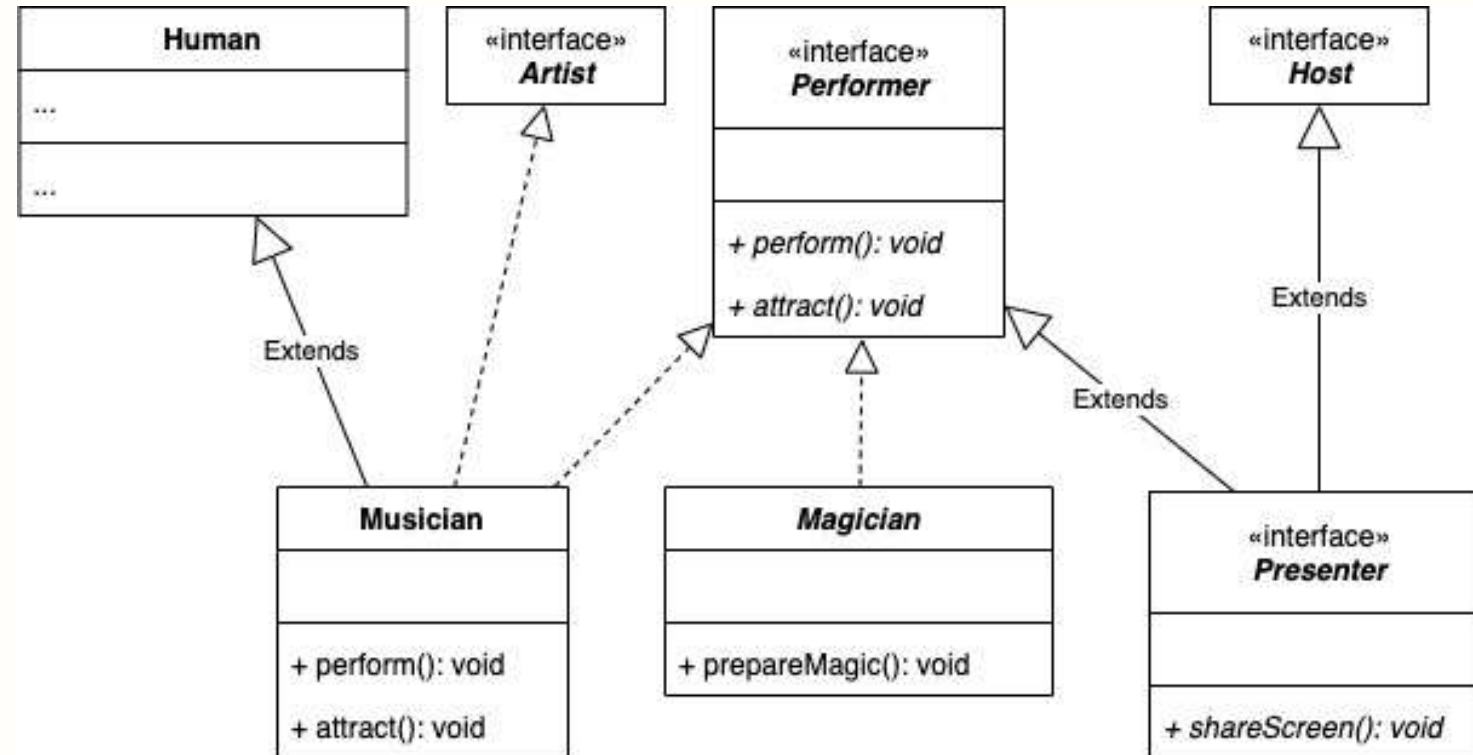 Human
...
...
«interface»
Artist
«interface»
Performer
+ perform(): void
+ attract(): void
«interface»
Host
Extends
Extends
Extends
Musician
+ perform(): void
+ attract(): void
Magician
+ prepareMagic(): void
«interface»
Presenter
+ shareScreen(): void